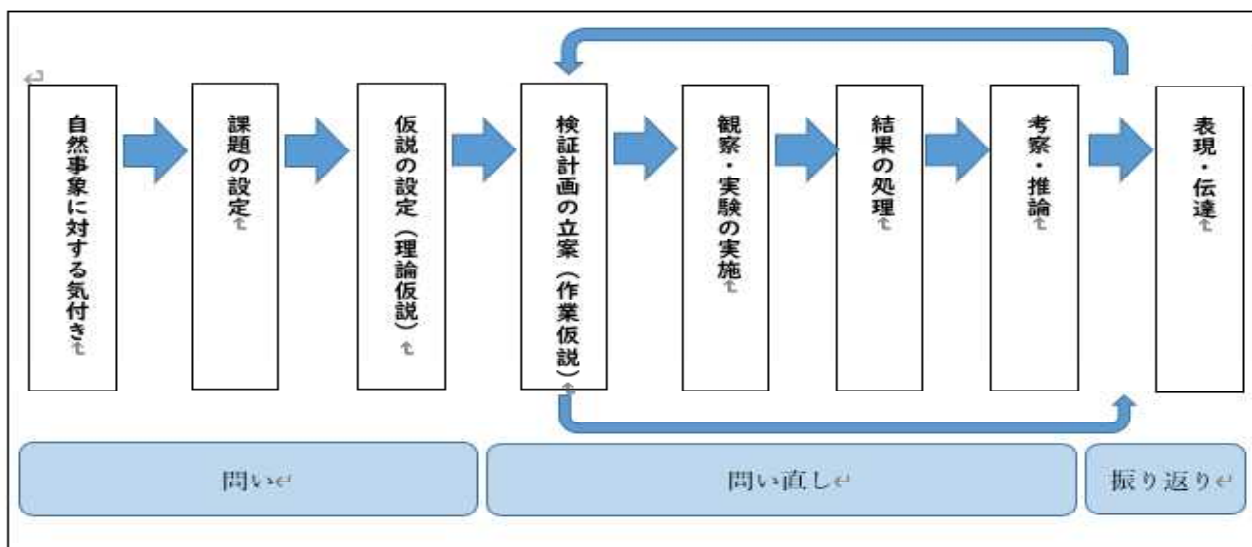 自然事象に対する気付き
課題の設定
仮説の設定（理論仮説）
検証計画の立案（作業仮説）
観察・実験の実施
結果の処理
考察・推論
表現・伝達
問い
問い直し
振り返り